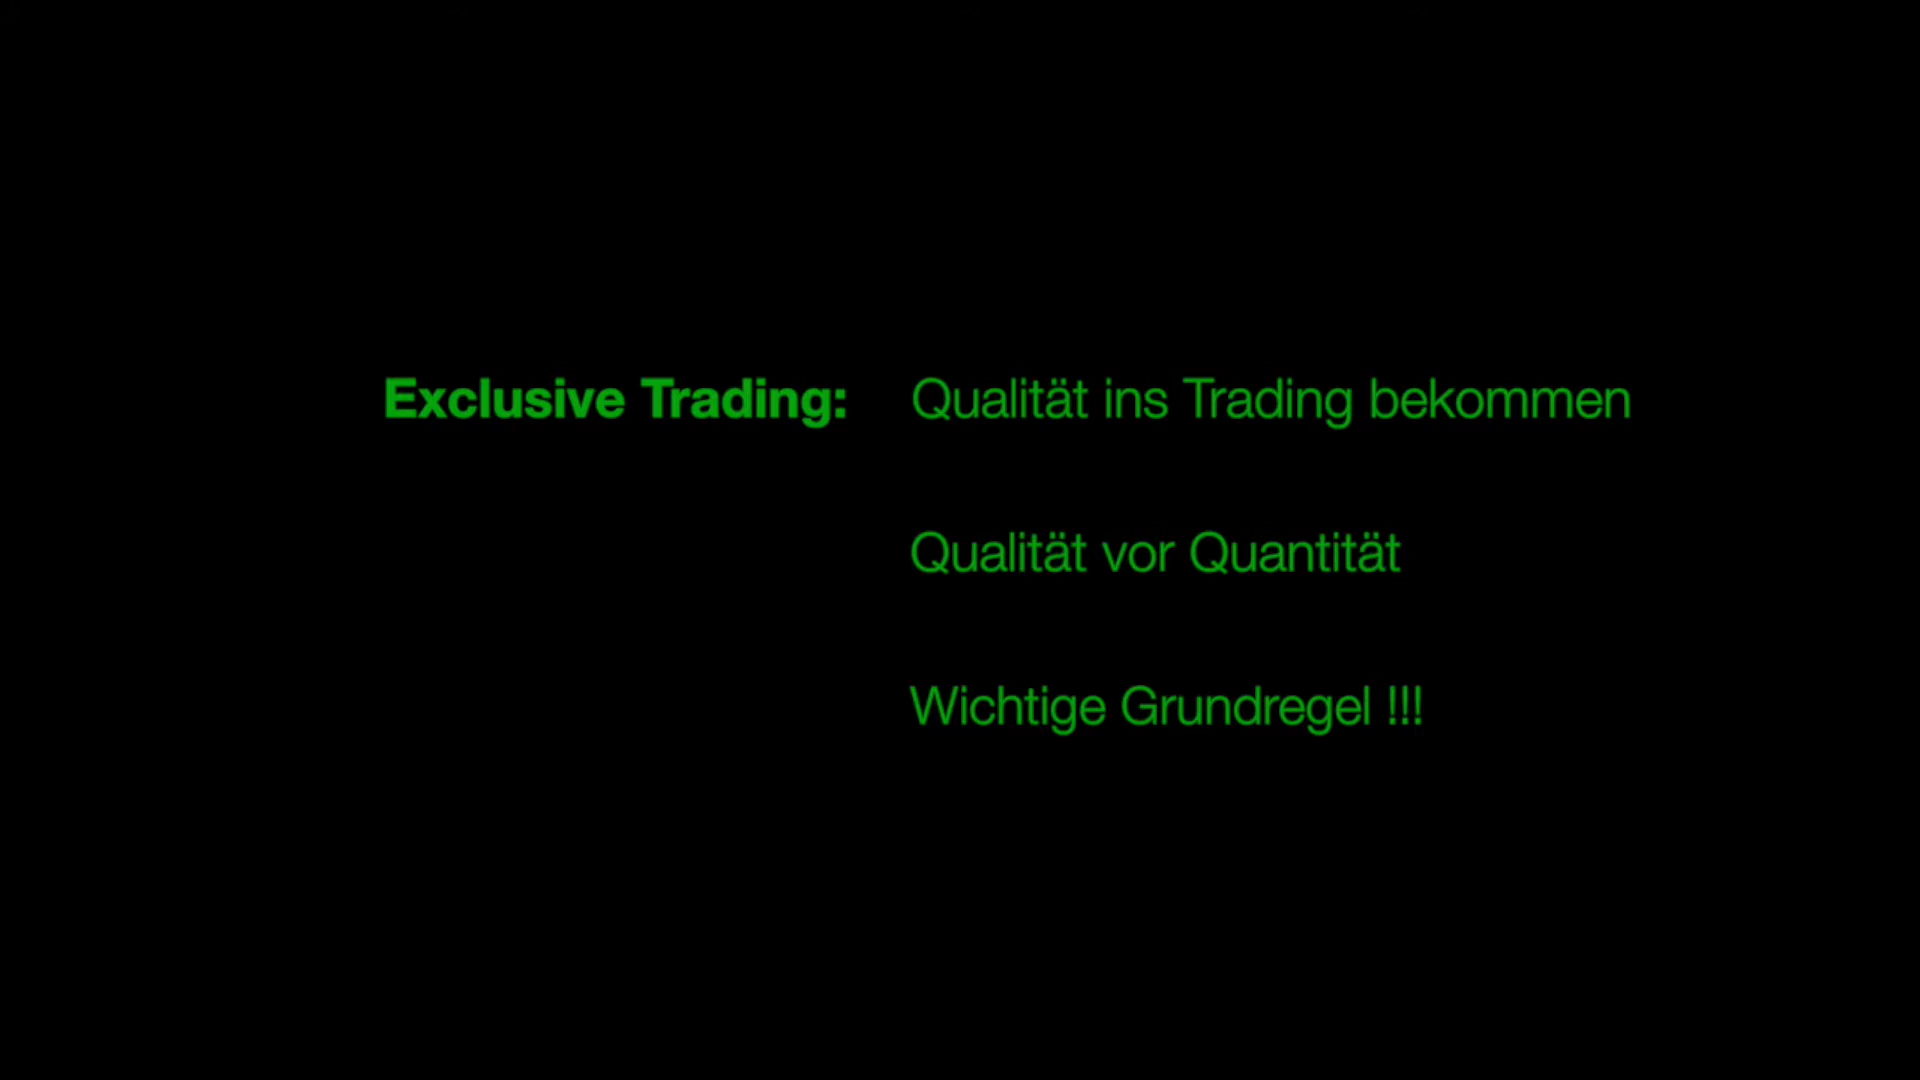 Exclusive Trading: Qualität ins Trading bekommen
Qualität vor Quantität
Wichtige Grundregel !!!